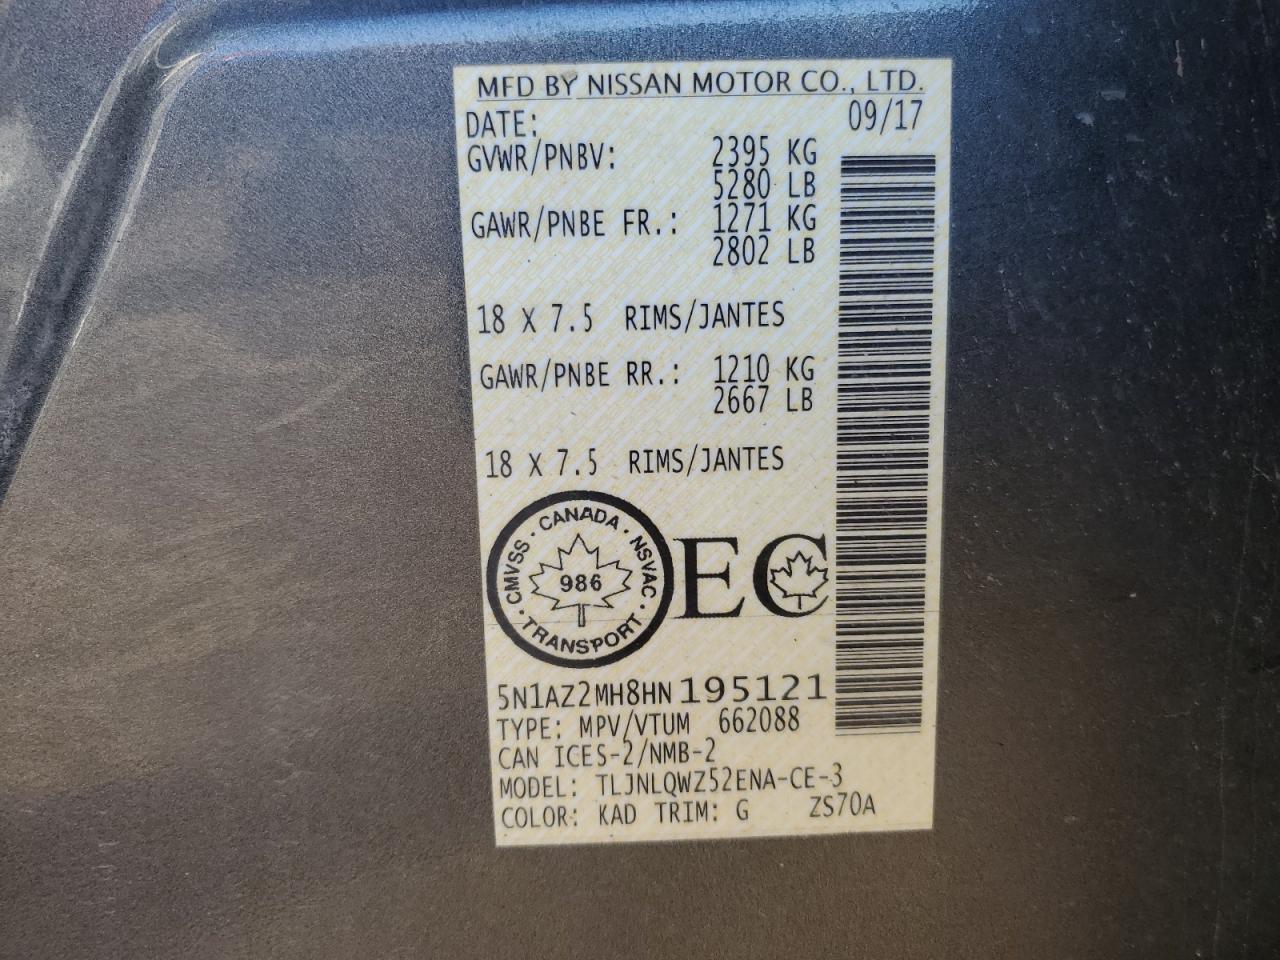 MFD BY NISSAN MOTOR CO., LTD.
DATE: 09/17
GVWR/PNBV: 2395 KG
5280 LB
GAWR/PNBE FR.: 1271 KG
2802 LB
18 X 7.5 RIMS/JANTES
GAWR/PNBE RR.: 1210 KG
2667 LB
18 X 7.5 RIMS/JANTES
CMVSS · CANADA · NSVAC · TRANSPORT ·
986
EC
5N1AZ2MH8HN195121
TYPE: MPV/VTUM 662088
CAN ICES-2/NMB-2
MODEL: TLJNLQWZ52ENA-CE-3
COLOR: KAD TRIM: G ZS70A